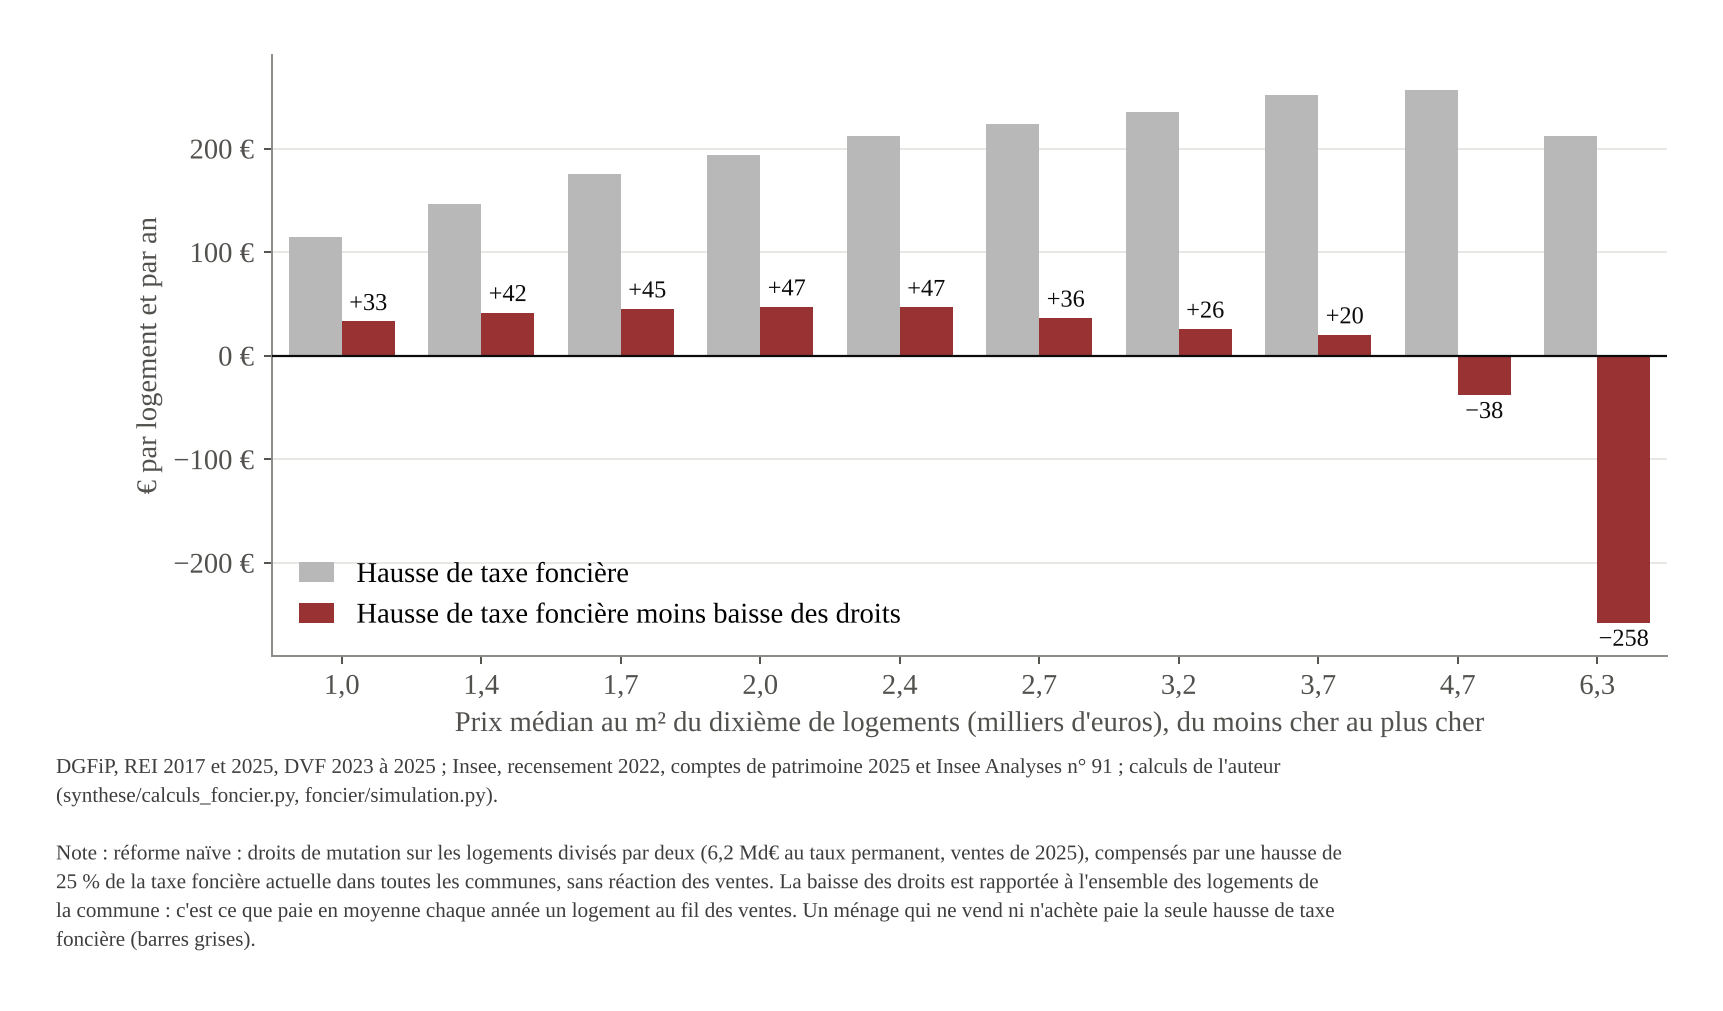 200 €
100 €
0 €
−100 €
−200 €
€ par logement et par an
+33
+42
+45
+47
+47
+36
+26
+20
−38
−258
Hausse de taxe foncière
Hausse de taxe foncière moins baisse des droits
1,0 1,4 1,7 2,0 2,4 2,7 3,2 3,7 4,7 6,3
Prix médian au m² du dixième de logements (milliers d'euros), du moins cher au plus cher
DGFiP, REI 2017 et 2025, DVF 2023 à 2025 ; Insee, recensement 2022, comptes de patrimoine 2025 et Insee Analyses n° 91 ; calculs de l'auteur
(synthese/calculs_foncier.py, foncier/simulation.py).
Note : réforme naïve : droits de mutation sur les logements divisés par deux (6,2 Md€ au taux permanent, ventes de 2025), compensés par une hausse de
25 % de la taxe foncière actuelle dans toutes les communes, sans réaction des ventes. La baisse des droits est rapportée à l'ensemble des logements de
la commune : c'est ce que paie en moyenne chaque année un logement au fil des ventes. Un ménage qui ne vend ni n'achète paie la seule hausse de taxe
foncière (barres grises).